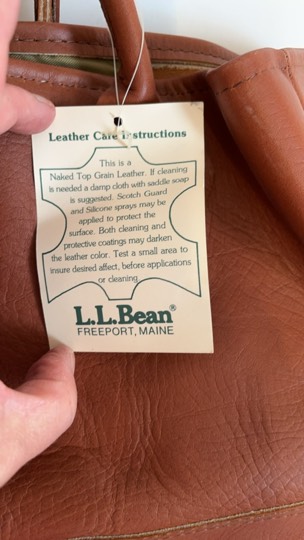 Leather Care Instructions
This is a
Naked Top Grain Leather. If cleaning
is needed a damp cloth with saddle soap
is suggested. Scotch Guard
and Silicone sprays may be
applied to protect the
surface. Both cleaning and
protective coatings may darken
the leather color. Test a small area to
insure desired affect, before applications
or cleaning
L.L.Bean®
FREEPORT, MAINE